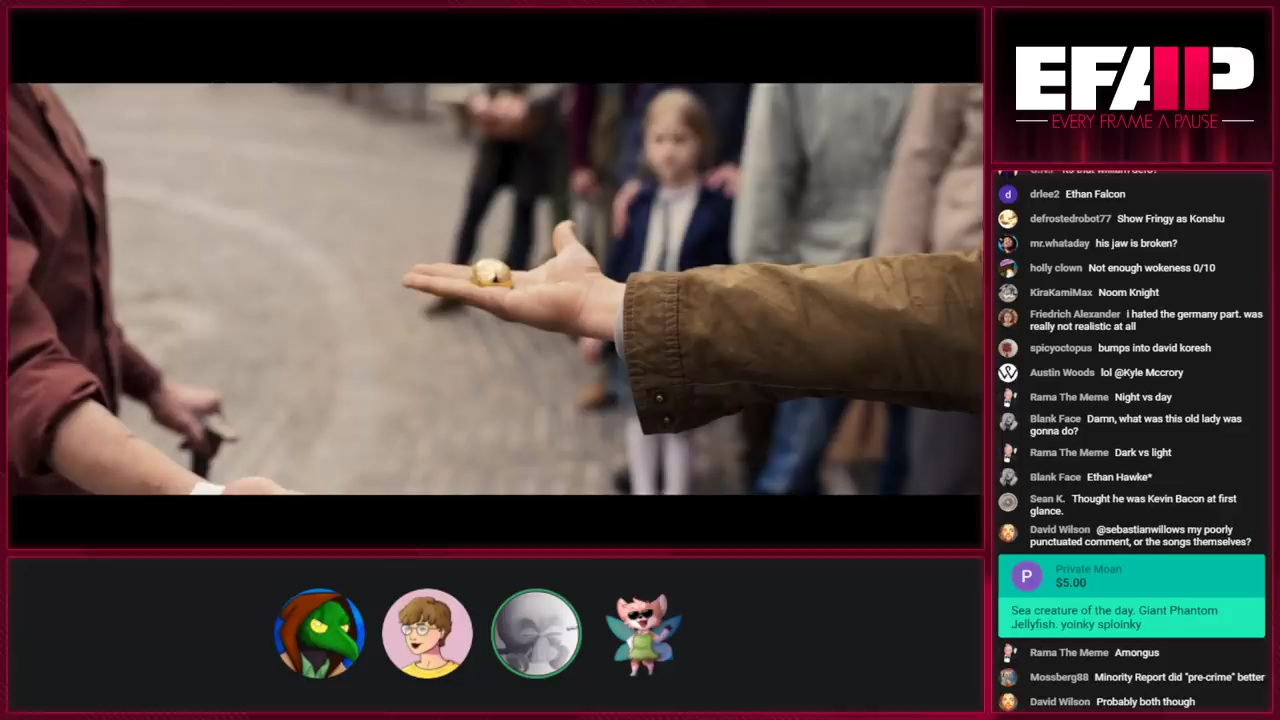 EFAP
EVERY FRAME A PAUSE
drlee2 Ethan Falcon
defrostedrobot77 Show Fringy as Konshu
mr.whataday his jaw is broken?
holly clown Not enough wokeness 0/10
KiraKamiMax Noom Knight
Friedrich Alexander i hated the germany part. was
really not realistic at all
spicyoctopus bumps into david koresh
Austin Woods lol @Kyle Mccrory
Rama The Meme Night vs day
Blank Face Damn, what was this old lady was
gonna do?
Rama The Meme Dark vs light
Blank Face Ethan Hawke*
Sean K. Thought he was Kevin Bacon at first
glance.
David Wilson @sebastianwillows my poorly
punctuated comment, or the songs themselves?
P
Private Moan
$5.00
Sea creature of the day. Giant Phantom
Jellyfish. yoinky sploinky
Rama The Meme Amongus
Mossberg88 Minority Report did "pre-crime" better
David Wilson Probably both though